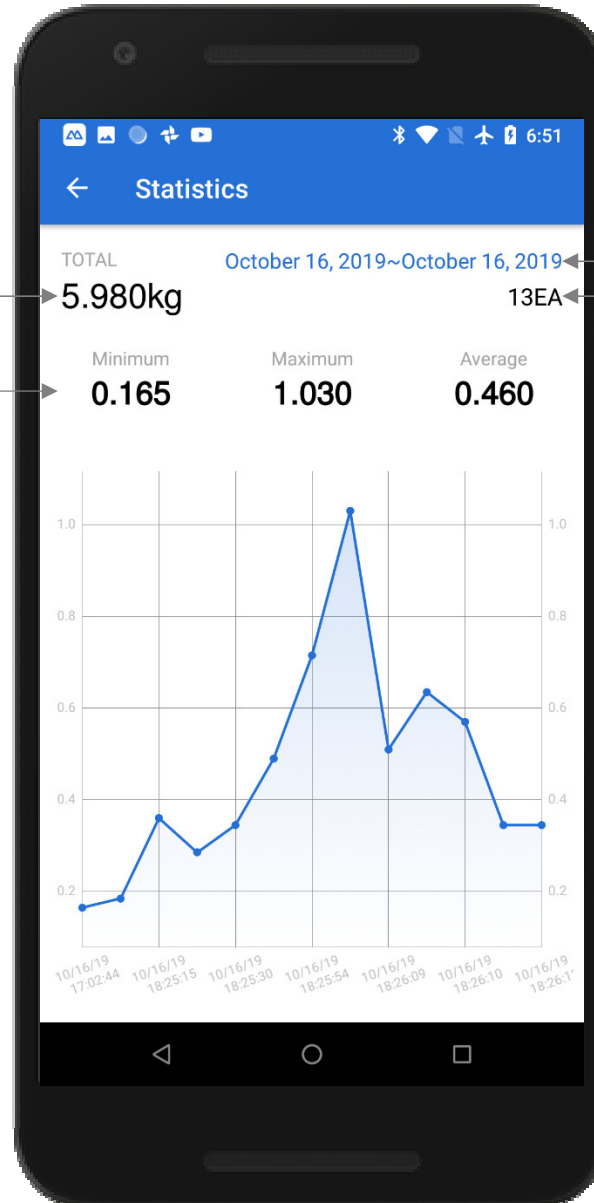 6:51
Statistics
TOTAL
October 16, 2019~October 16, 2019
5.980kg
13EA
Minimum Maximum Average
0.165 1.030 0.460
1.0 1.0
0.8 0.8
0.6 0.6
0.4 0.4
0.2 0.2
10/16/19 10/16/19 10/16/19 10/16/19 10/16/19 10/16/19 10/16/19
17:02:44 18:25:15 18:25:30 18:25:54 18:26:09 18:26:10